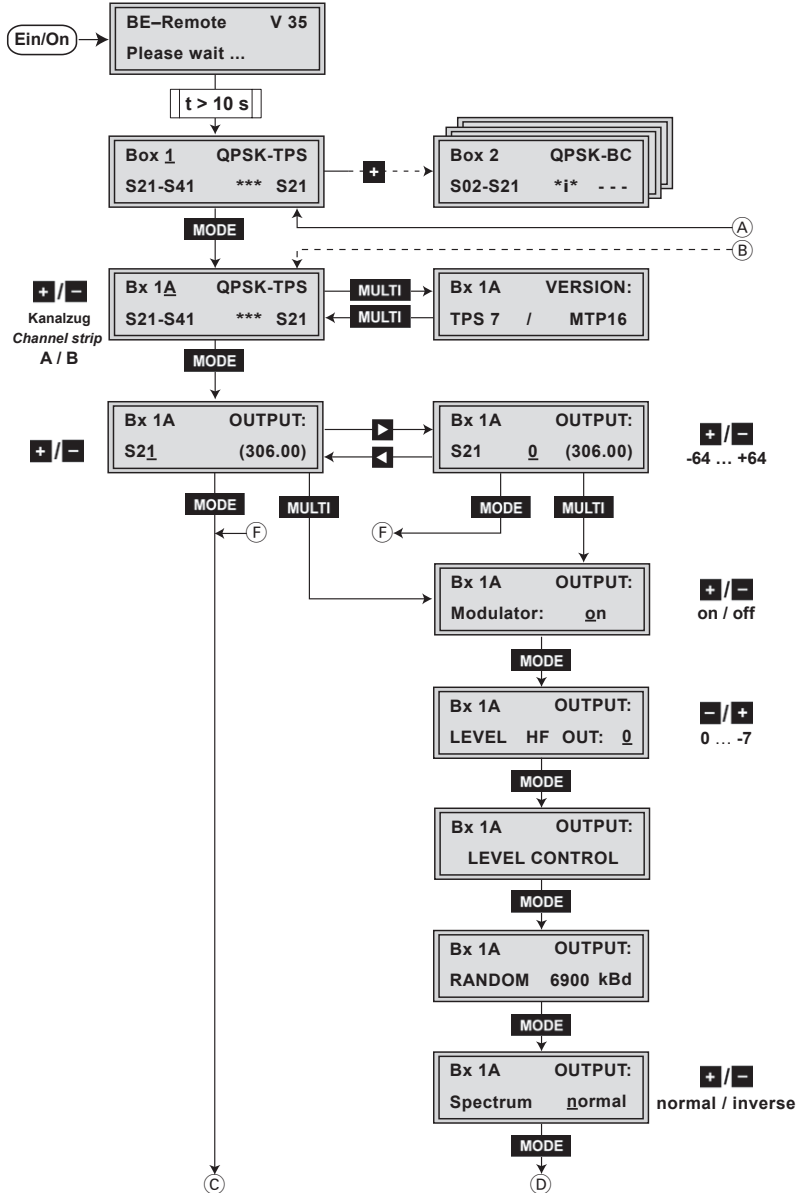 BE–Remote V 35
Ein/On
Please wait ...
t > 10 s
Box 1 QPSK-TPS
S21-S41 *** S21
+
Box 2 QPSK-BC
S02-S21 *i* - - -
MODE
A
B
Bx 1A QPSK-TPS
S21-S41 *** S21
MULTI
MULTI
Bx 1A VERSION:
TPS 7 / MTP16
+/−
Kanalzug
Channel strip
A / B
MODE
Bx 1A OUTPUT:
S21 (306.00)
+/−
Bx 1A OUTPUT:
S21 0 (306.00)
+/−
-64 ... +64
MODE MULTI MODE MULTI
F F
Bx 1A OUTPUT:
Modulator: on
+/−
on / off
MODE
Bx 1A OUTPUT:
LEVEL HF OUT: 0
−/+
0 ... -7
MODE
Bx 1A OUTPUT:
LEVEL CONTROL
MODE
Bx 1A OUTPUT:
RANDOM 6900 kBd
MODE
Bx 1A OUTPUT:
Spectrum normal
+/−
normal / inverse
MODE
C D